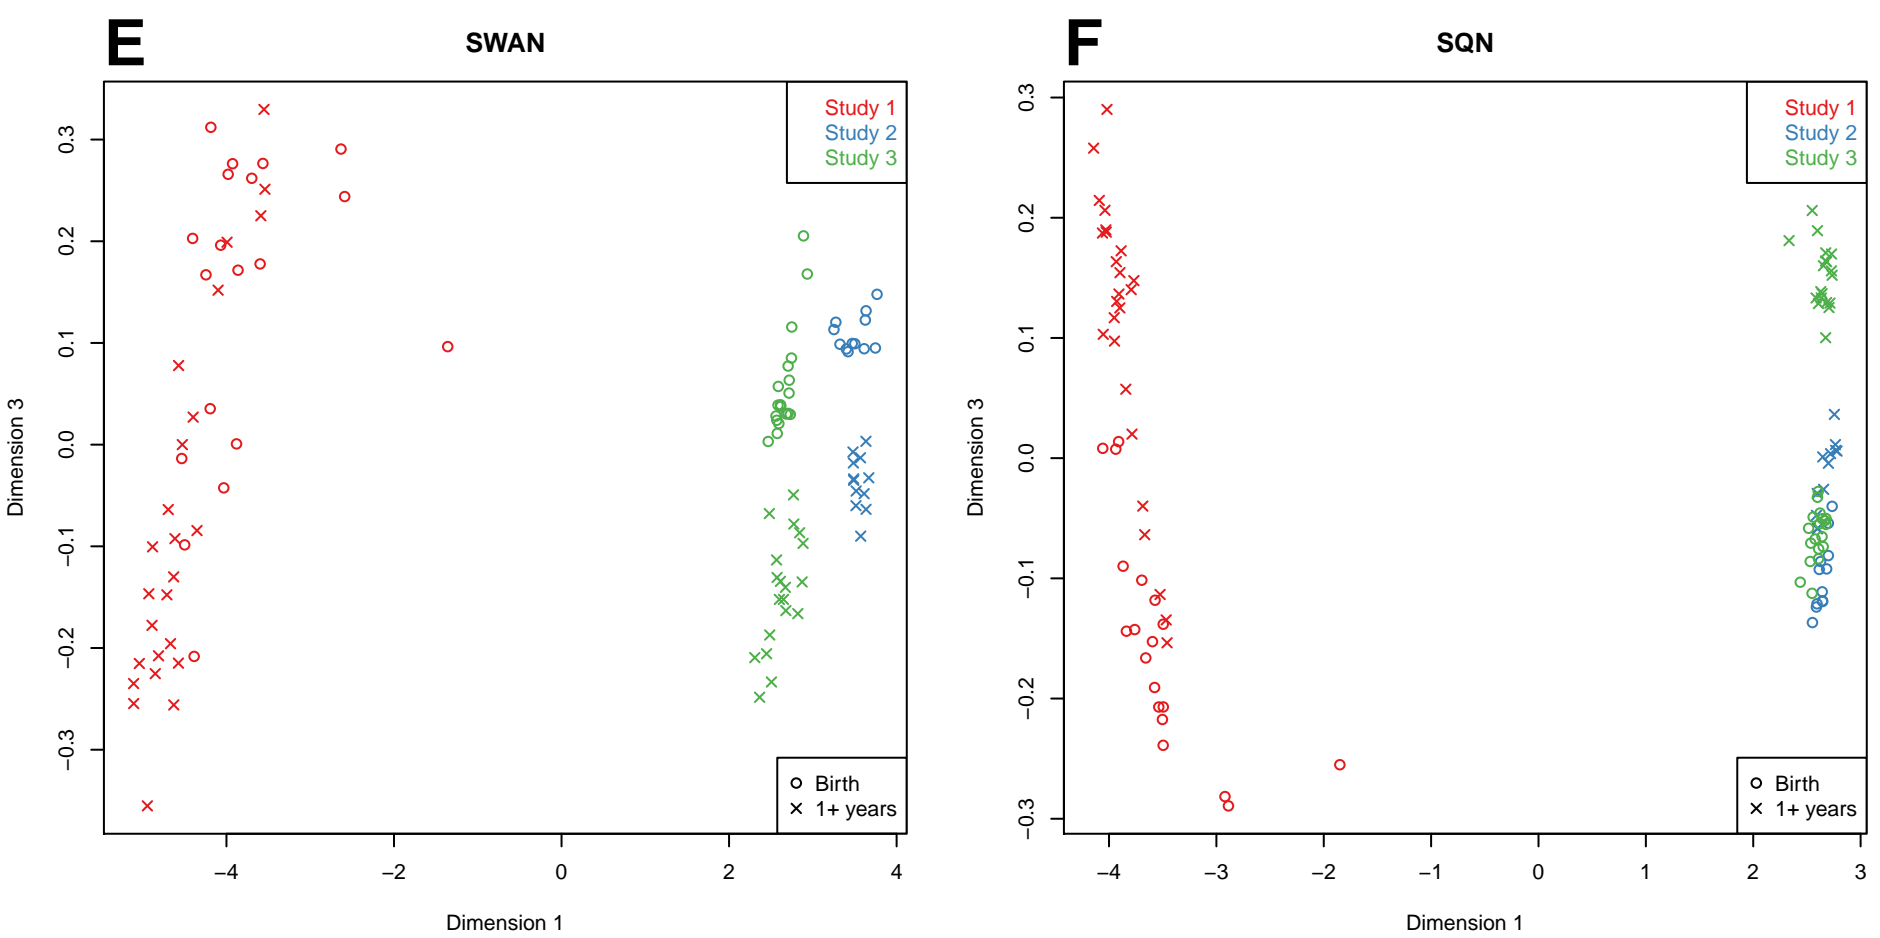 E
SWAN
Study 1
Study 2
Study 3
0.3
0.2
0.1
0.0
−0.1
−0.2
−0.3
Dimension 3
Birth
1+ years
−4
−2
0
2
4
Dimension 1
F
SQN
Study 1
Study 2
Study 3
0.3
0.2
0.1
0.0
−0.1
−0.2
−0.3
Dimension 3
Birth
1+ years
−4
−3
−2
−1
0
1
2
3
Dimension 1